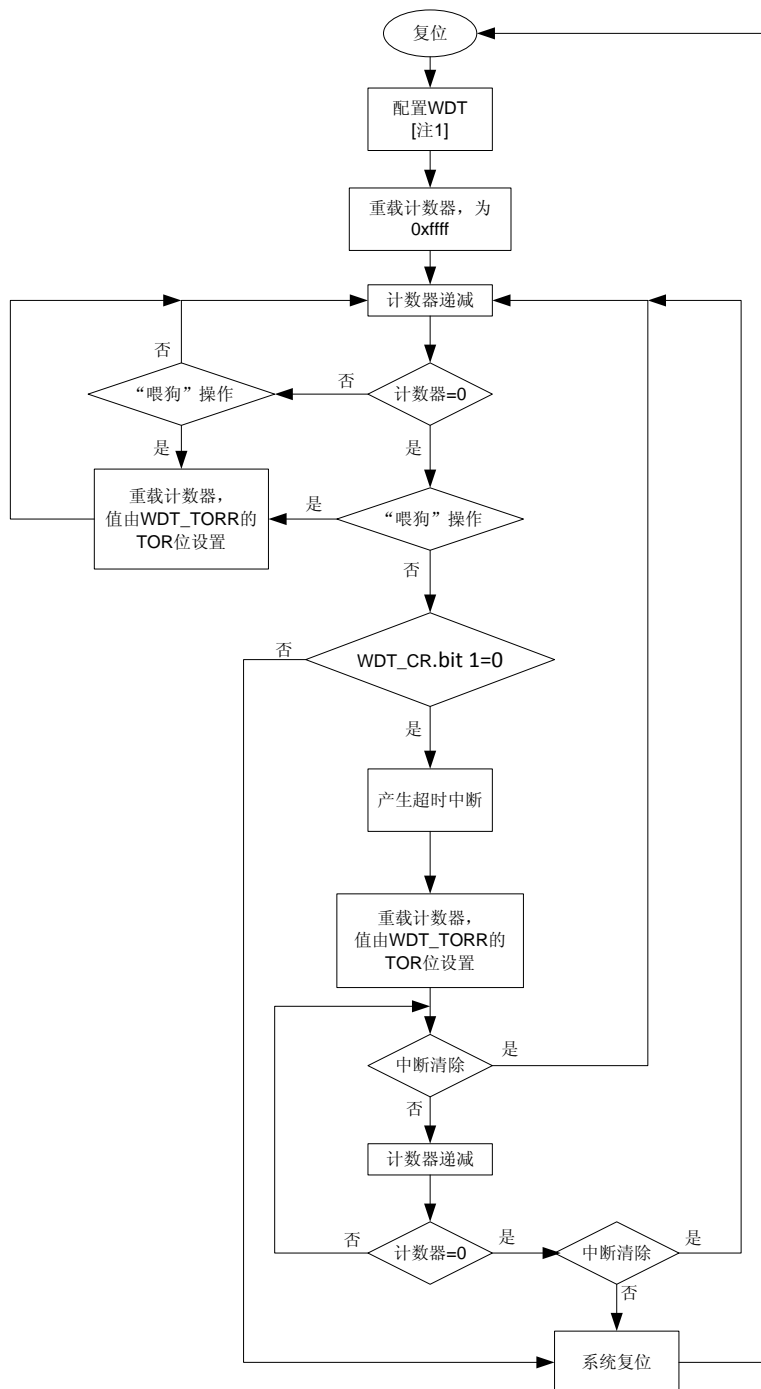 复位
配置WDT
[注1]
重载计数器，为
0xffff
计数器递减
否
“喂狗”操作
否
计数器=0
是
是
重载计数器，
值由WDT_TORR的
TOR位设置
是
“喂狗”操作
否
否
WDT_CR.bit 1=0
是
产生超时中断
重载计数器，
值由WDT_TORR的
TOR位设置
中断清除
是
否
计数器递减
否
计数器=0
是
中断清除
是
否
系统复位